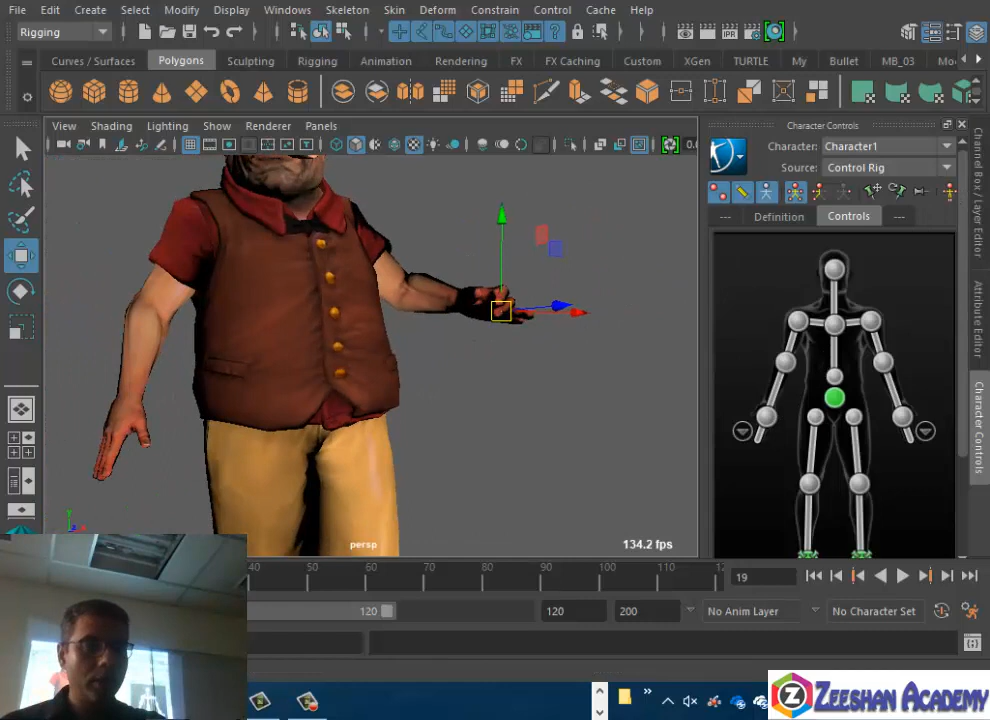 File Edit Create Select Modify Display Windows Skeleton Skin Deform Constrain Control Cache Help
Rigging
IPR
Curves / Surfaces Polygons Sculpting Rigging Animation Rendering FX FX Caching Custom XGen TURTLE My Bullet MB_03
View Shading Lighting Show Renderer Panels
Character Controls
Character: Character1
Source: Control Rig
--- Definition Controls ---
Channel Box / Layer Editor
Attribute Editor
Character Controls
persp
134.2 fps
40 50 60 70 80 90 100 110
19
120 120 200 No Anim Layer No Character Set
ZEESHAN ACADEMY